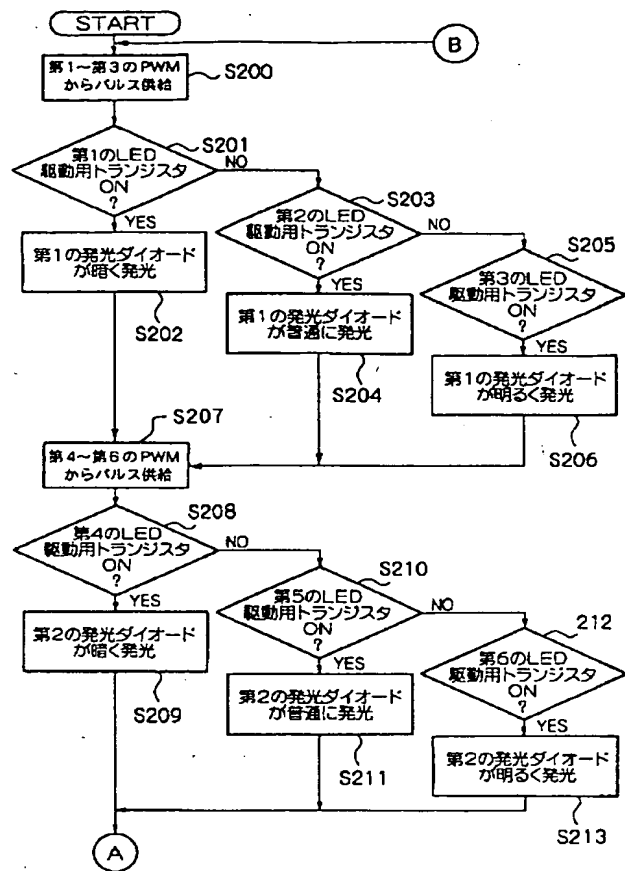 START
B
第1～第3のPWM
からパルス供給
S200
第1のLED
駆動用トランジスタ
ON
?
S201
NO
YES
第1の発光ダイオード
が暗く発光
S202
第2のLED
駆動用トランジスタ
ON
?
S203
NO
YES
第1の発光ダイオード
が普通に発光
S204
第3のLED
駆動用トランジスタ
ON
?
S205
YES
第1の発光ダイオード
が明るく発光
S206
第4～第6のPWM
からパルス供給
S207
第4のLED
駆動用トランジスタ
ON
?
S208
NO
YES
第2の発光ダイオード
が暗く発光
S209
第5のLED
駆動用トランジスタ
ON
?
S210
NO
YES
第2の発光ダイオード
が普通に発光
S211
第6のLED
駆動用トランジスタ
ON
?
212
YES
第2の発光ダイオード
が明るく発光
S213
A